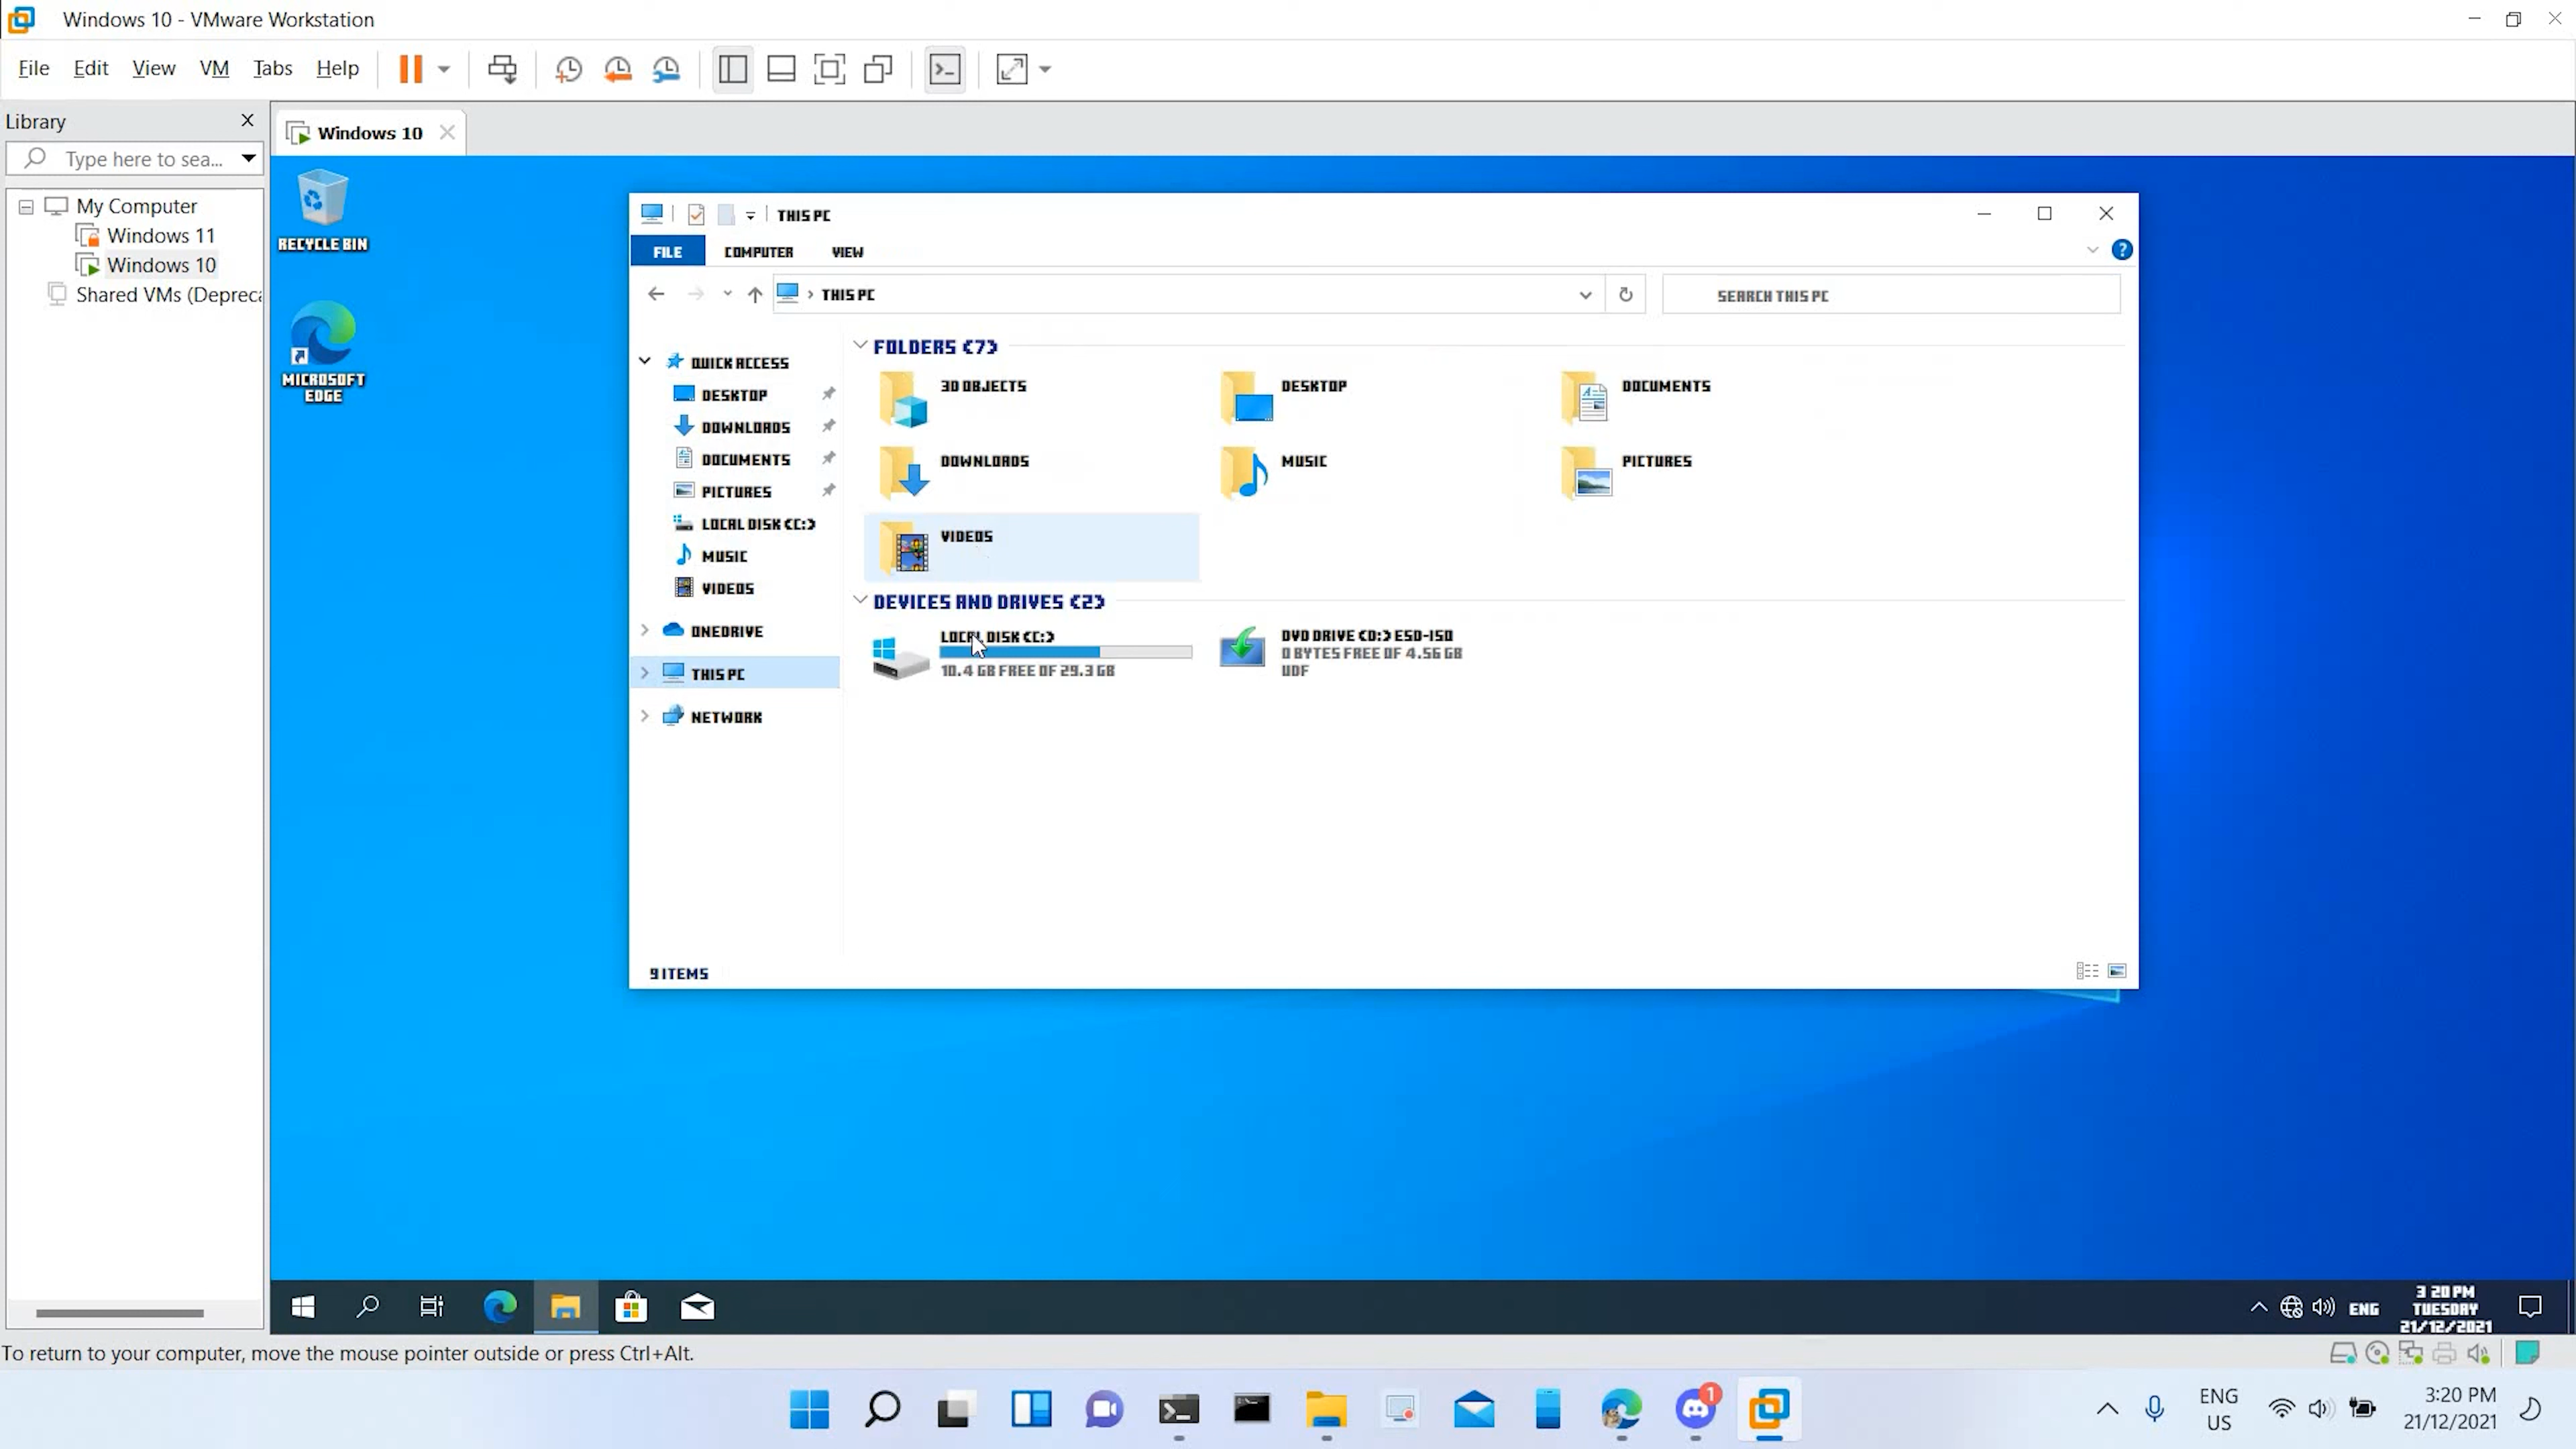 Windows 10 - VMware Workstation
File Edit View VM Tabs Help
Library
Type here to sea...
My Computer
Windows 11
Windows 10
Shared VMs (Depreca
Windows 10
RECYCLE BIN
MICROSOFT
EDGE
THIS PC
FILE COMPUTER VIEW
THIS PC
SEARCH THIS PC
QUICK ACCESS
DESKTOP
DOWNLOADS
DOCUMENTS
PICTURES
LOCAL DISK (C:)
MUSIC
VIDEOS
ONEDRIVE
THIS PC
NETWORK
FOLDERS (7)
3D OBJECTS
DESKTOP
DOCUMENTS
DOWNLOADS
MUSIC
PICTURES
VIDEOS
DEVICES AND DRIVES (2)
LOCAL DISK (C:)
10.4 GB FREE OF 29.3 GB
DVD DRIVE (D:) ESD-ISO
0 BYTES FREE OF 4.56 GB
UDF
9 ITEMS
ENG
3 20 PM
TUESDAY
21/12/2021
To return to your computer, move the mouse pointer outside or press Ctrl+Alt.
1
ENG
US
3:20 PM
21/12/2021